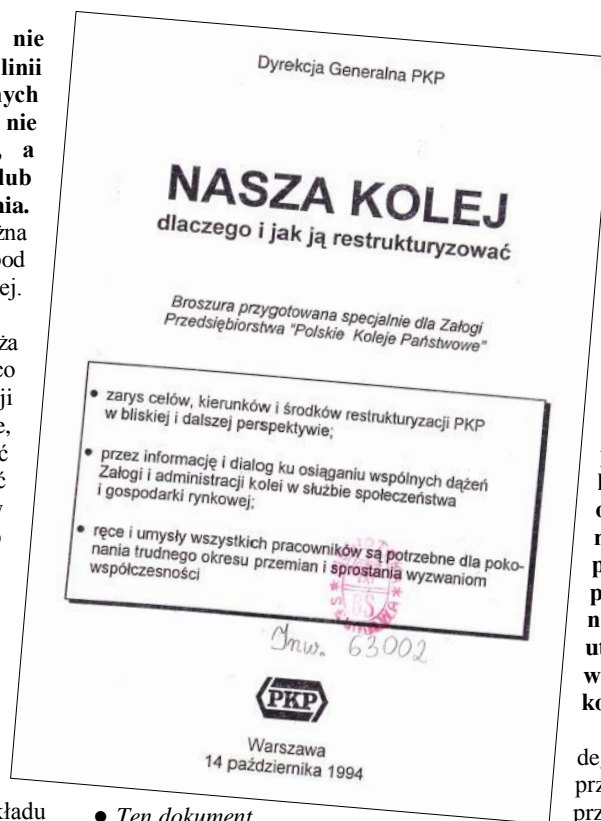 nie
linii
nych
nie
a
lub
nia.
żna
pod
ej.
ża
co
ji
e,
ć
ć
kładu
Dyrekcja Generalna PKP
NASZA KOLEJ
dlaczego i jak ją restrukturyzować
Broszura przygotowana specjalnie dla Załogi
Przedsiębiorstwa "Polskie Koleje Państwowe"
• zarys celów, kierunków i środków restrukturyzacji PKP
w bliskiej i dalszej perspektywie;
• przez informację i dialog ku osiąganiu wspólnych dążeń
Załogi i administracji kolei w służbie społeczeństwa
i gospodarki rynkowej;
• ręce i umysły wszystkich pracowników są potrzebne dla poko-
nania trudnego okresu przemian i sprostania wyzwaniom
współczesności
BS
Inw. 63002
PKP
Warszawa
14 października 1994
● Ten dokument
o
n
p
p
n
ut
w
ko
deg
prz
prz